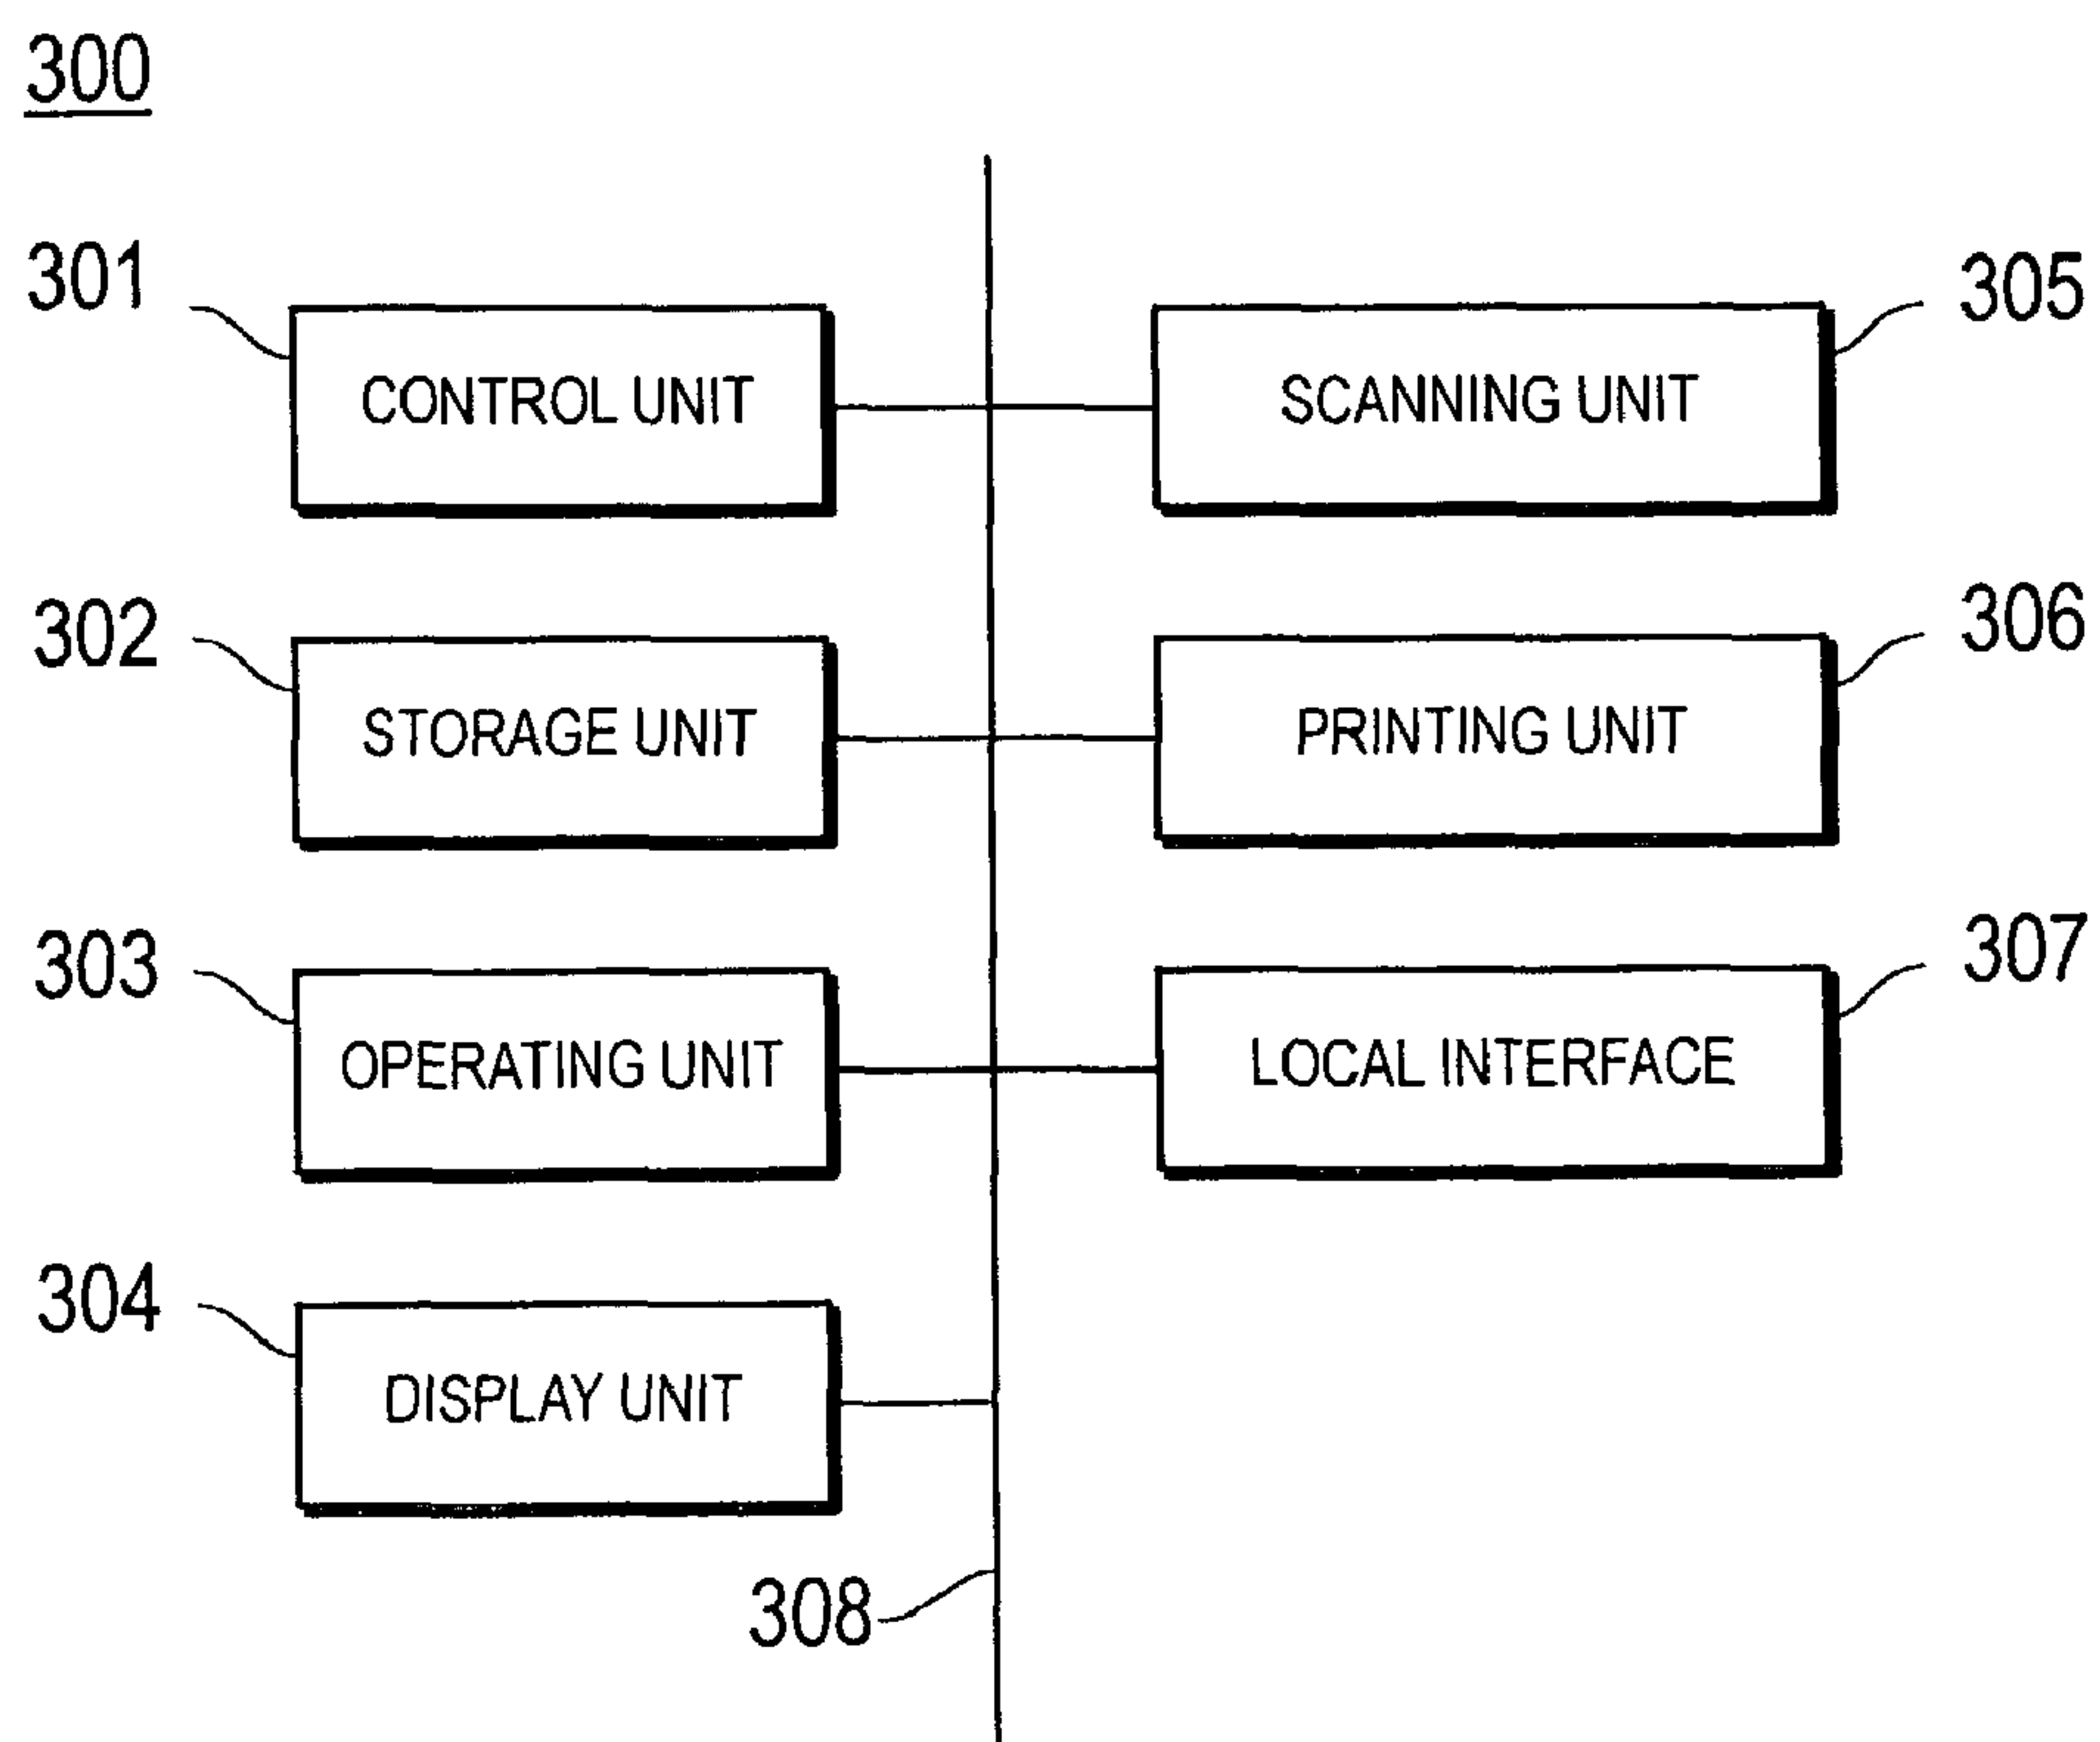 300
301
CONTROL UNIT
305
SCANNING UNIT
302
STORAGE UNIT
306
PRINTING UNIT
303
OPERATING UNIT
307
LOCAL INTERFACE
304
DISPLAY UNIT
308